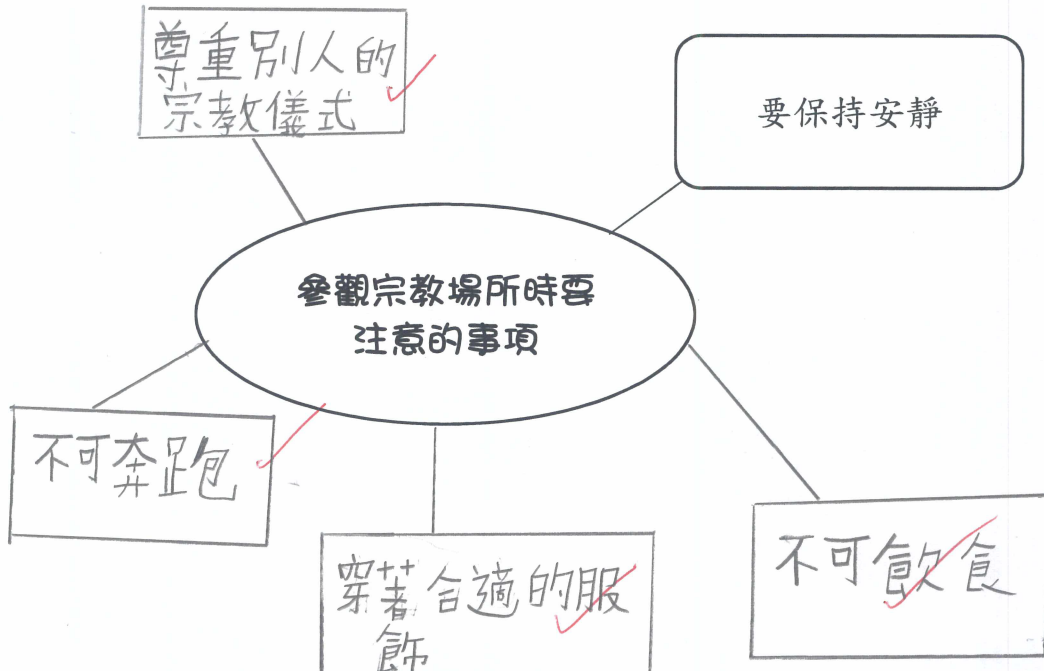 尊重別人的
宗教儀式
要保持安靜
參觀宗教場所時要
注意的事項
不可奔跑
穿著合適的服
飾
不可飲食